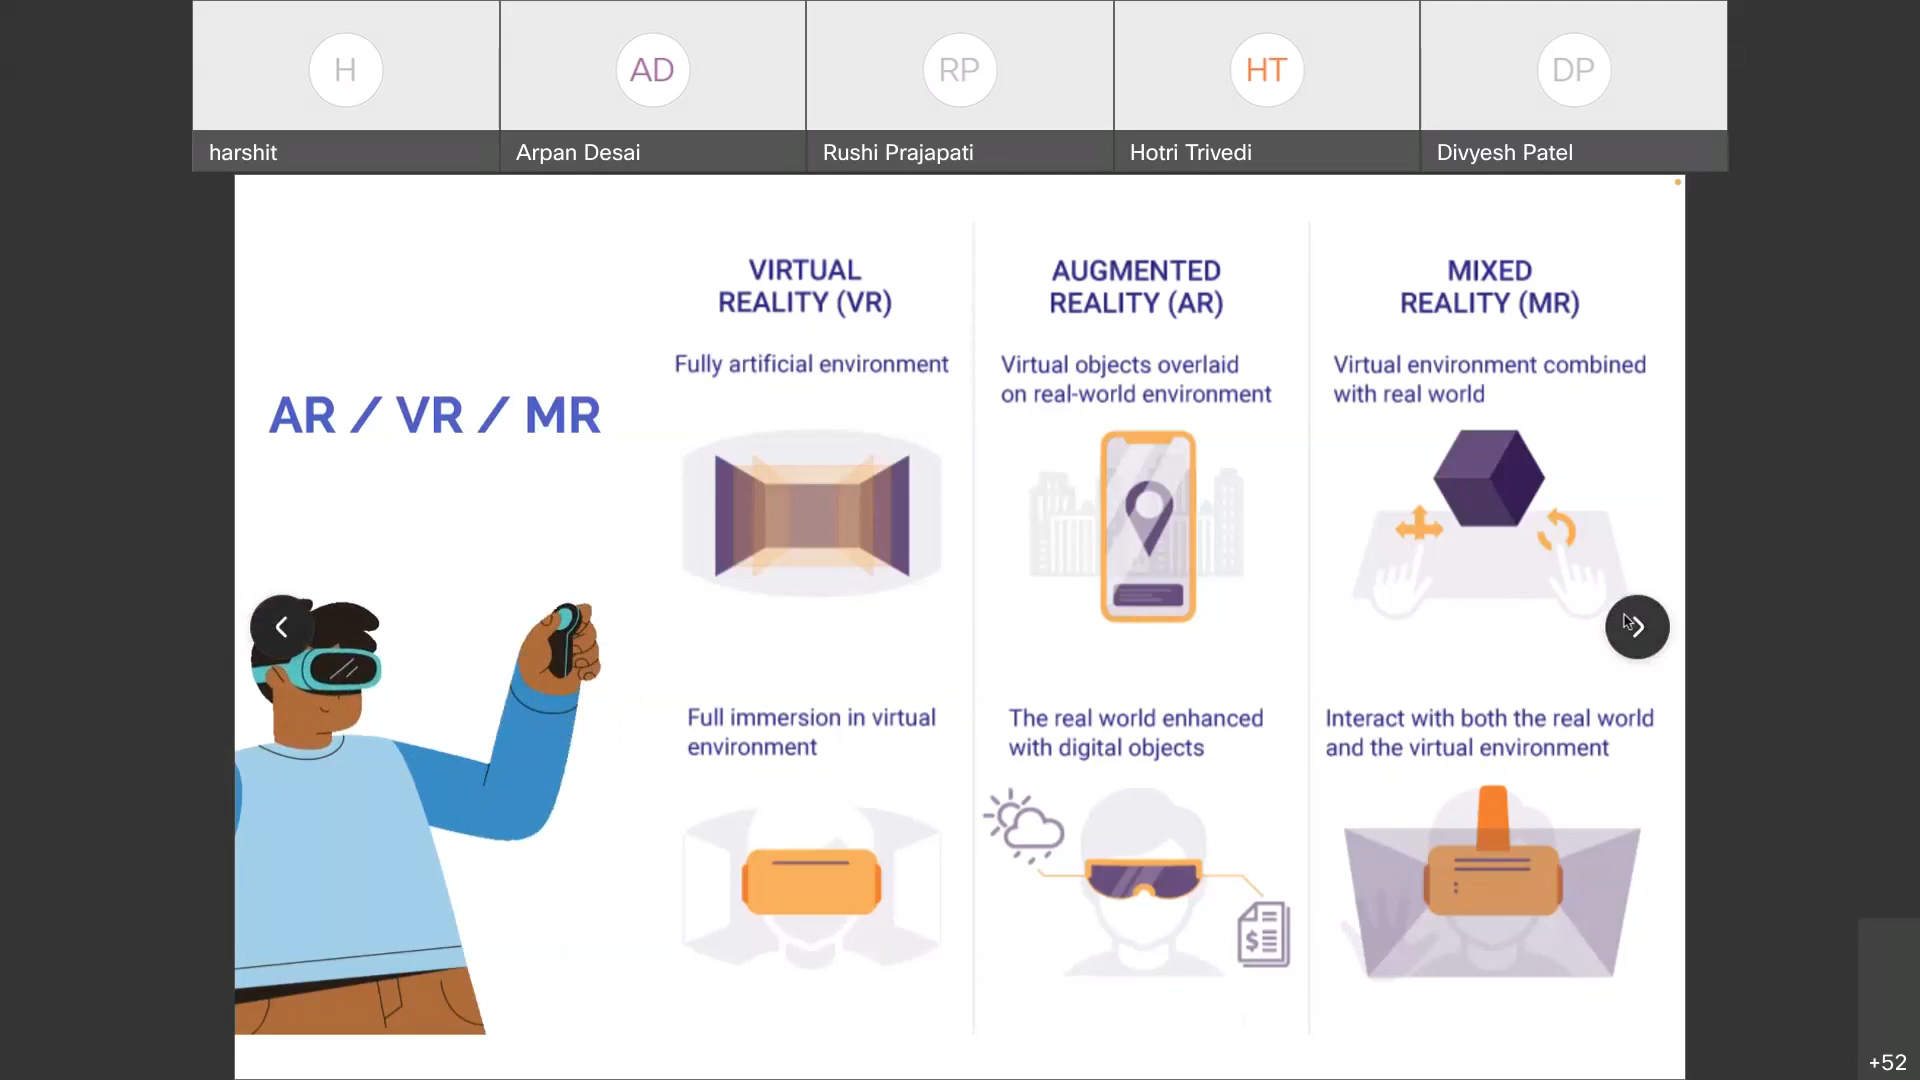 H
AD
RP
HT
DP
harshit
Arpan Desai
Rushi Prajapati
Hotri Trivedi
Divyesh Patel
AR / VR / MR
VIRTUAL
REALITY (VR)
Fully artificial environment
Full immersion in virtual
environment
AUGMENTED
REALITY (AR)
Virtual objects overlaid
on real-world environment
The real world enhanced
with digital objects
$
MIXED
REALITY (MR)
Virtual environment combined
with real world
Interact with both the real world
and the virtual environment
+52